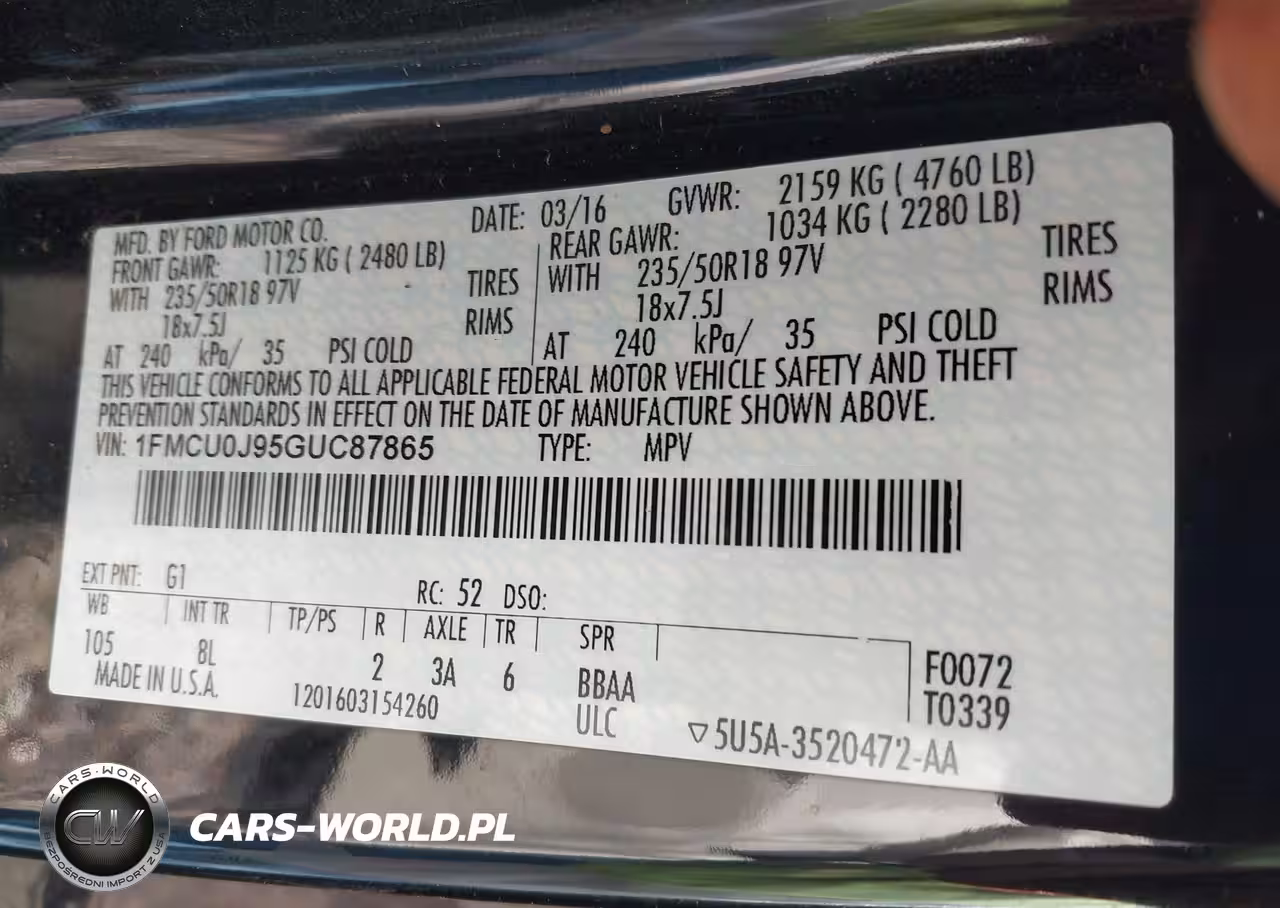 MFD. BY FORD MOTOR CO. DATE: 03/16 GVWR: 2159 KG ( 4760 LB)
FRONT GAWR: 1125 KG ( 2480 LB) REAR GAWR: 1034 KG ( 2280 LB)
WITH 235/50R18 97V TIRES WITH 235/50R18 97V TIRES
18x7.5J RIMS 18x7.5J RIMS
AT 240 kPa/ 35 PSI COLD AT 240 kPa/ 35 PSI COLD
THIS VEHICLE CONFORMS TO ALL APPLICABLE FEDERAL MOTOR VEHICLE SAFETY AND THEFT
PREVENTION STANDARDS IN EFFECT ON THE DATE OF MANUFACTURE SHOWN ABOVE.
VIN: 1FMCU0J95GUC87865 TYPE: MPV
EXT PNT: G1 RC: 52 DSO:
WB INT TR TP/PS R AXLE TR SPR
105 8L 2 3A 6 BBAA F0072
MADE IN U.S.A. 1201603154260 ULC T0339
▽5U5A-3520472-AA
CARS-WORLD
CW
BEZPOŚREDNI IMPORT Z USA
CARS-WORLD.PL